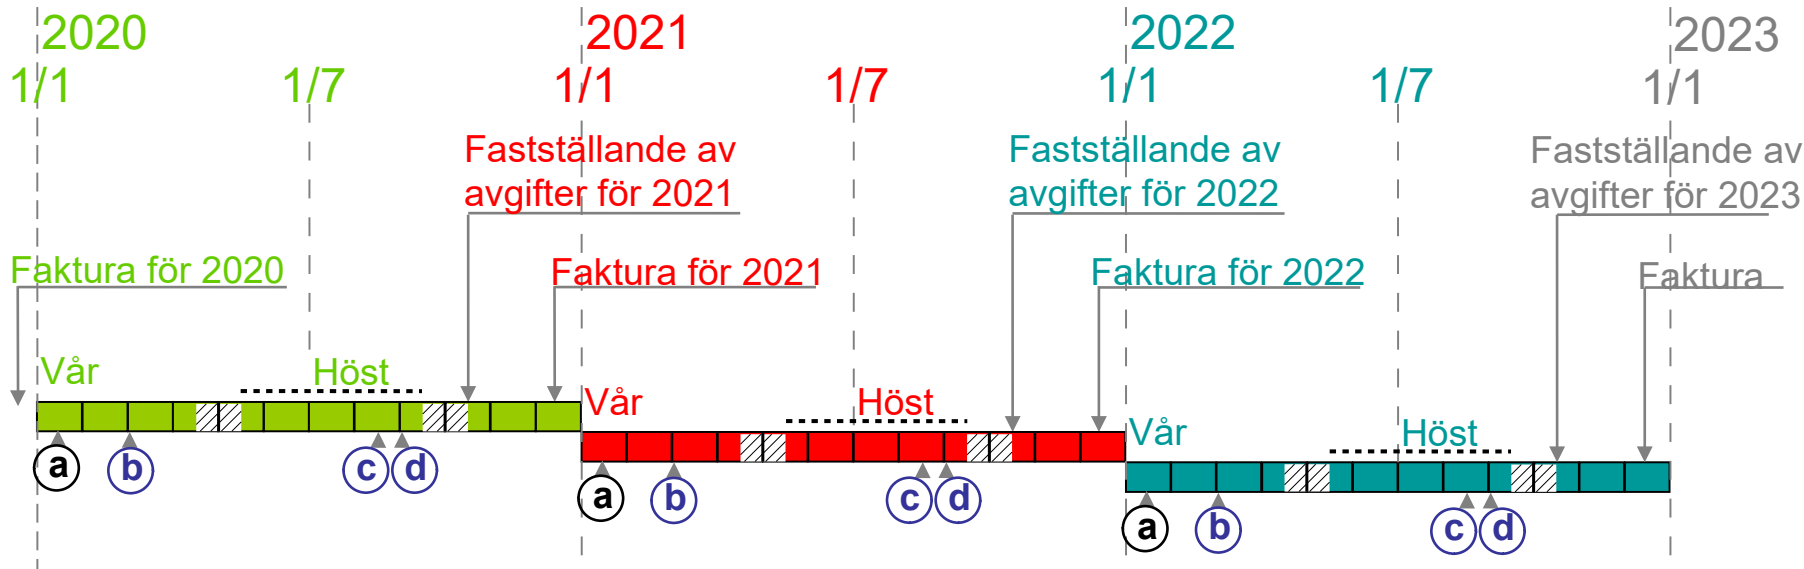 2020
2021
2022
2023
1/1
1/7
1/1
1/7
1/1
1/7
1/1
Fastställande av
avgifter för 2021
Fastställande av
avgifter för 2022
Fastställande av
avgifter för 2023
Faktura för 2020
Faktura för 2021
Faktura för 2022
Faktura
Vår
Höst
Vår
Höst
Vår
Höst
a
b
c
d
a
b
c
d
a
b
c
d